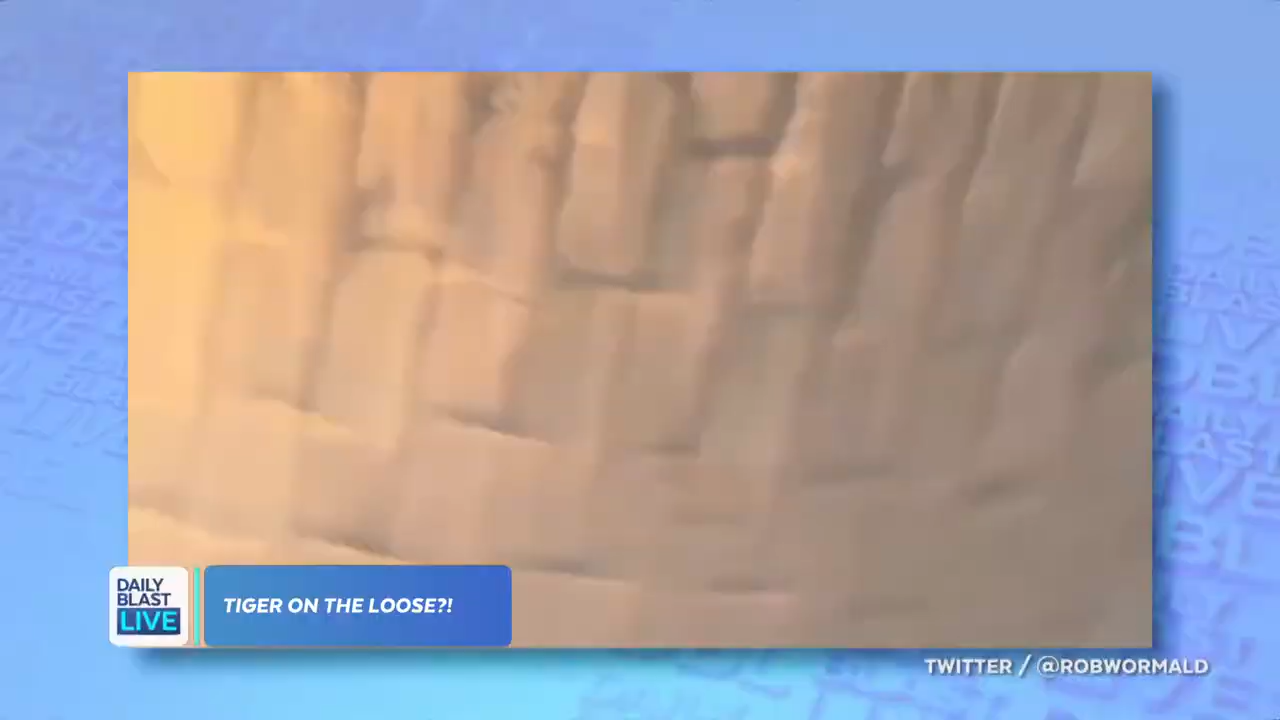 DAILY
BLAST
LIVE
TIGER ON THE LOOSE?!
TWITTER / @ROBWORMALD